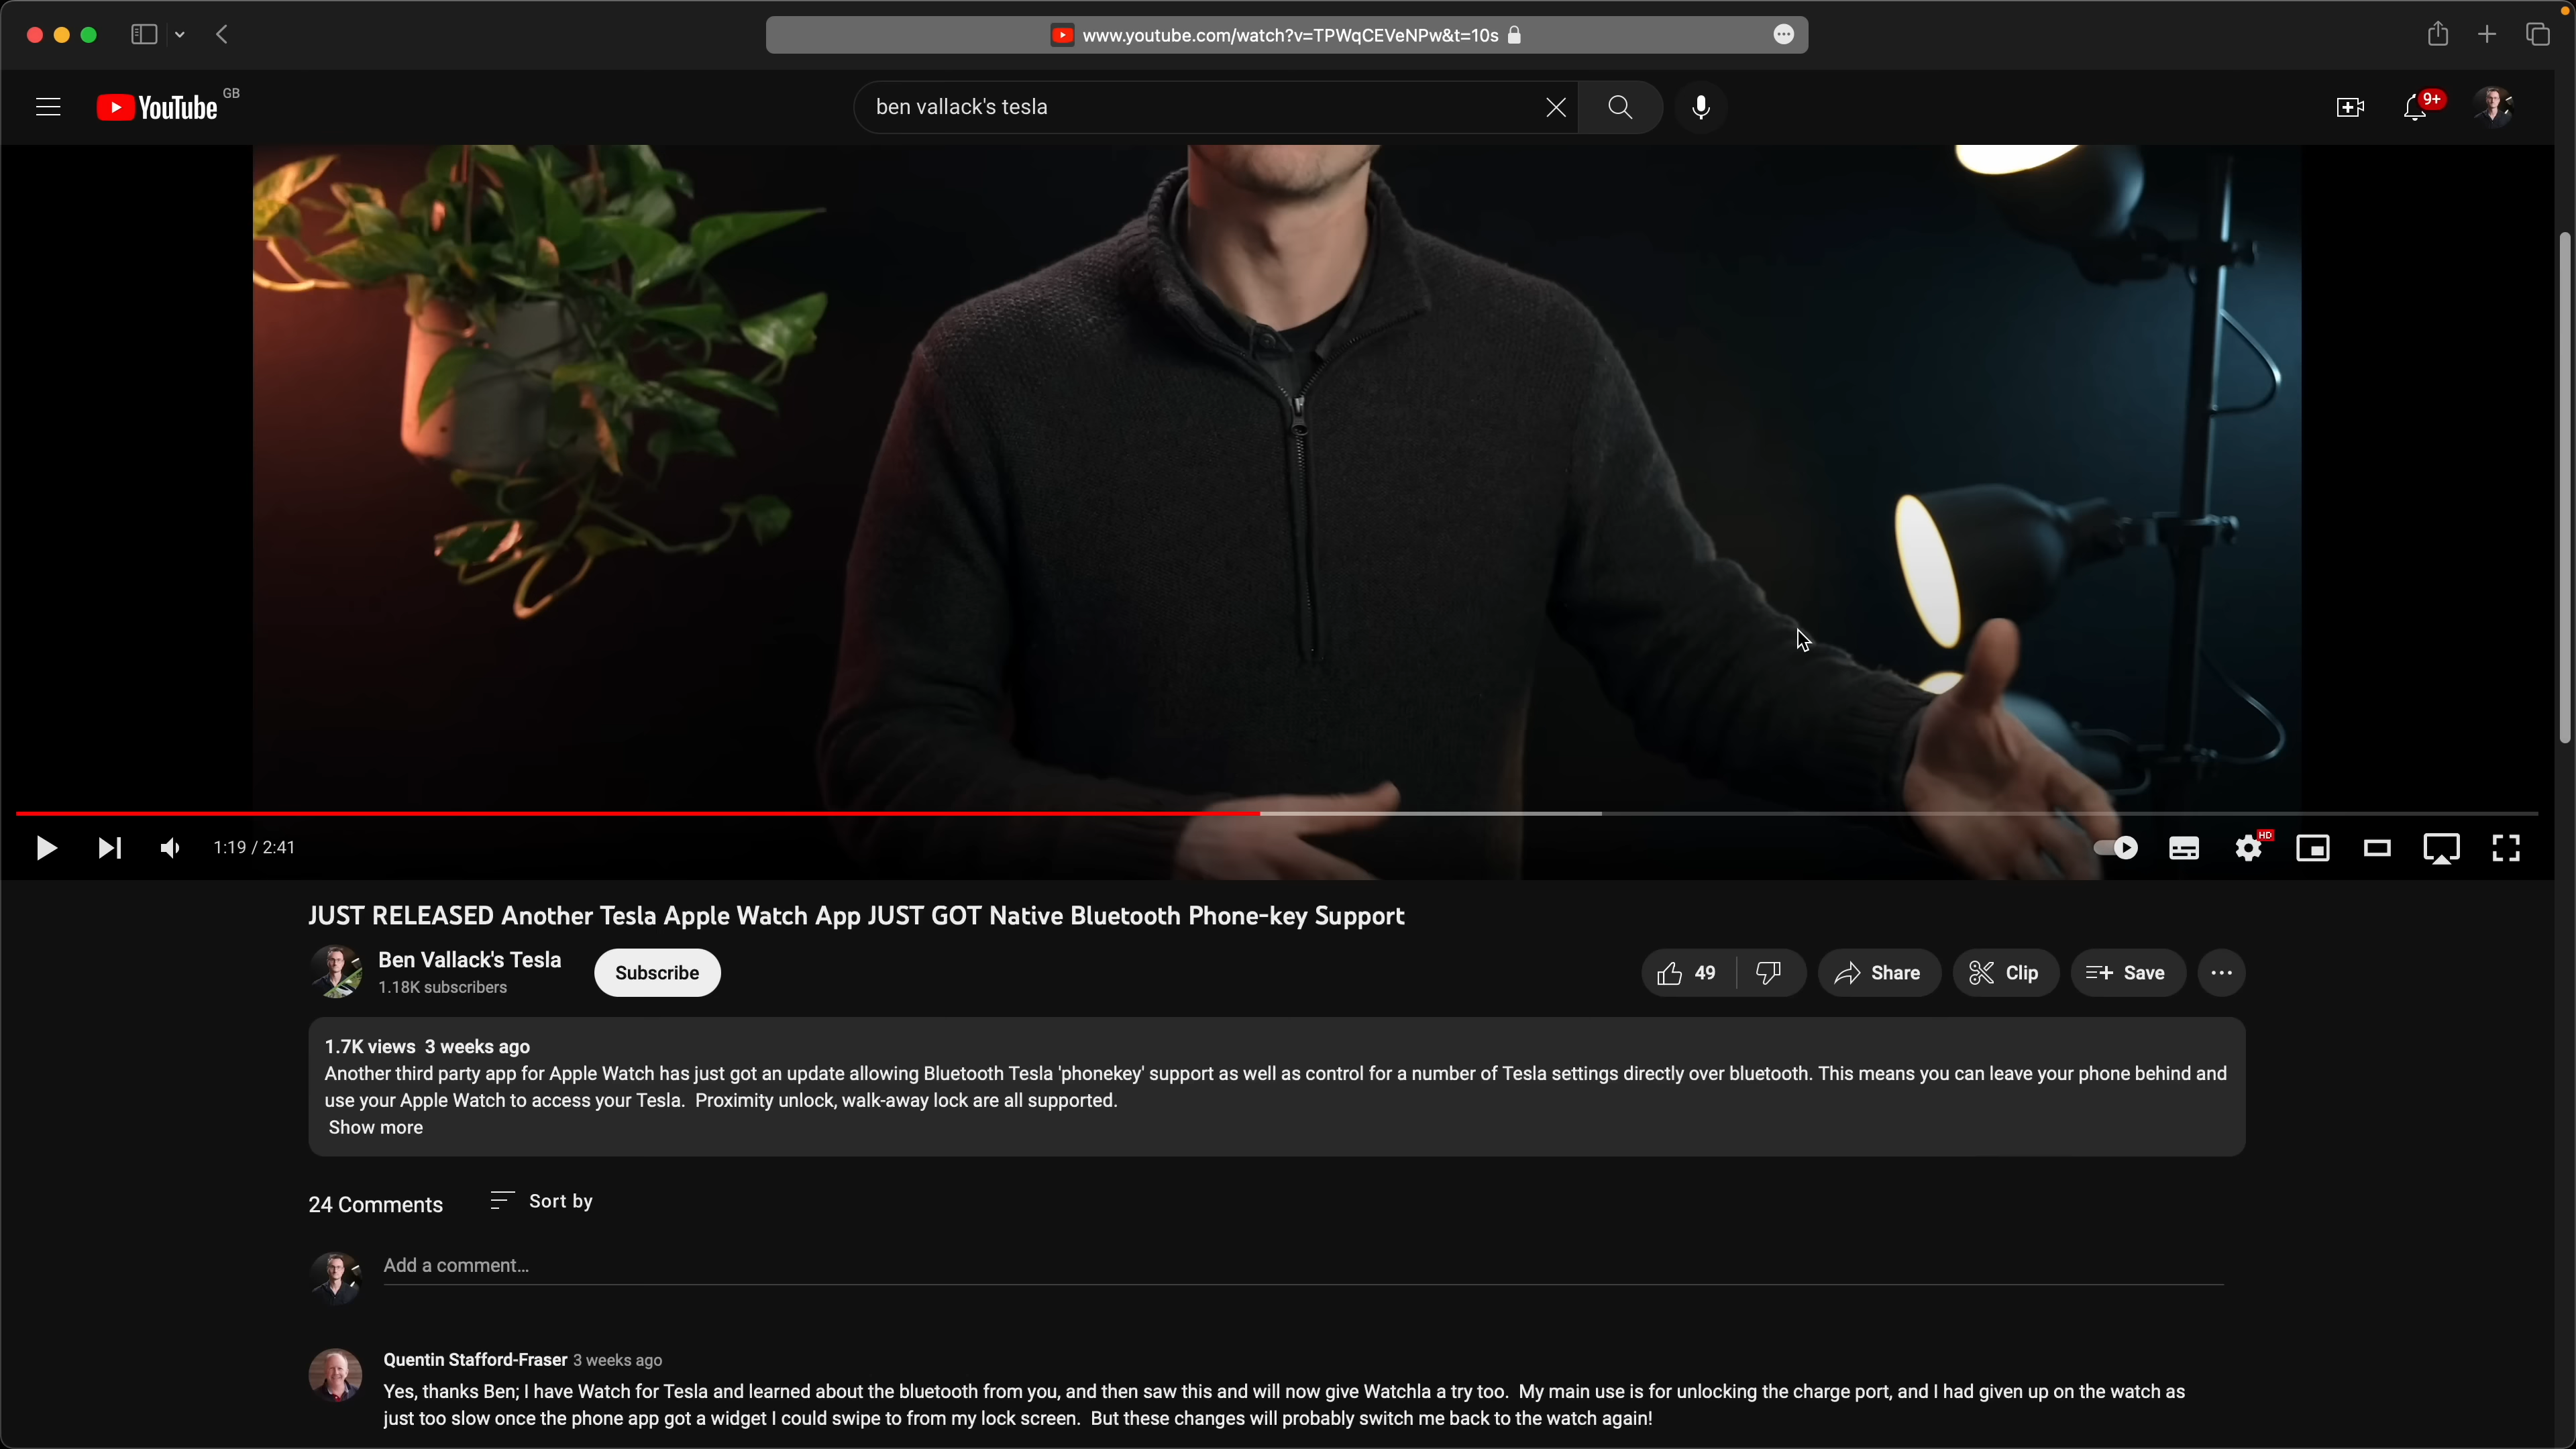 www.youtube.com/watch?v=TPWqCEVeNPw&t=10s
YouTube GB
ben vallack's tesla
9+
1:19 / 2:41
HD
JUST RELEASED Another Tesla Apple Watch App JUST GOT Native Bluetooth Phone-key Support
Ben Vallack's Tesla
1.18K subscribers
Subscribe
49
Share
Clip
Save
1.7K views 3 weeks ago
Another third party app for Apple Watch has just got an update allowing Bluetooth Tesla 'phonekey' support as well as control for a number of Tesla settings directly over bluetooth. This means you can leave your phone behind and
use your Apple Watch to access your Tesla. Proximity unlock, walk-away lock are all supported.
Show more
24 Comments
Sort by
Add a comment...
Quentin Stafford-Fraser 3 weeks ago
Yes, thanks Ben; I have Watch for Tesla and learned about the bluetooth from you, and then saw this and will now give Watchla a try too. My main use is for unlocking the charge port, and I had given up on the watch as
just too slow once the phone app got a widget I could swipe to from my lock screen. But these changes will probably switch me back to the watch again!